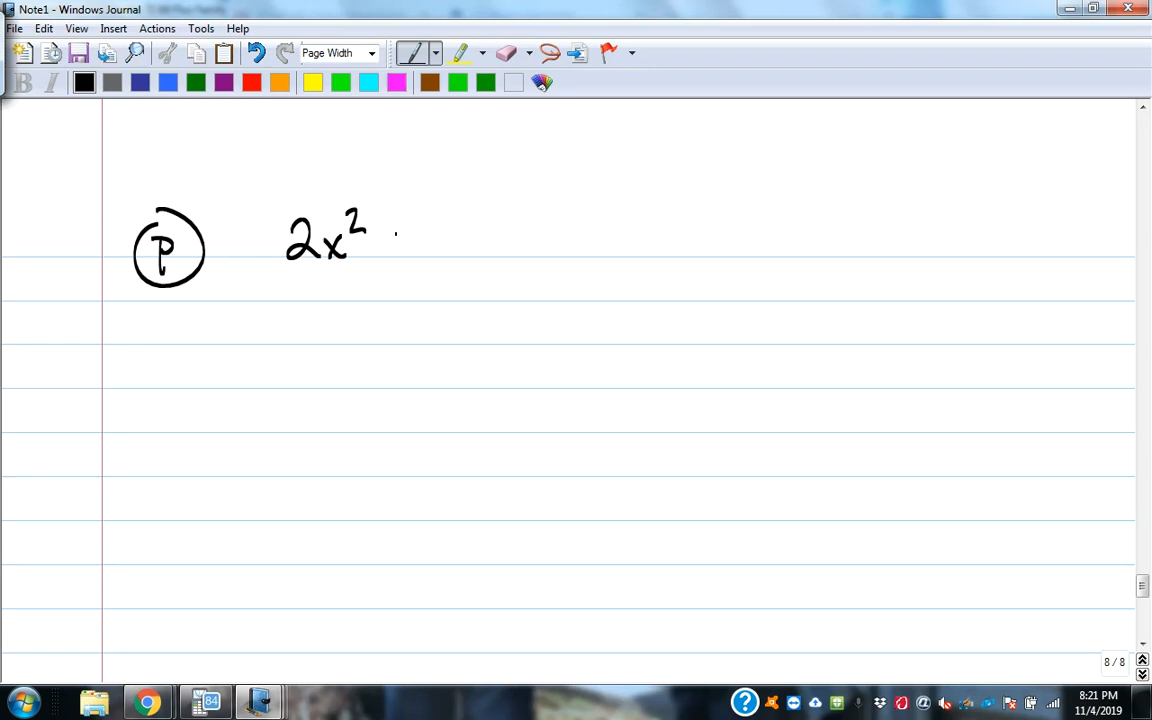 Note1 - Windows Journal
File Edit View Insert Actions Tools Help
Page Width
B I
P 2x²
8 / 8
84
8:21 PM
11/4/2019